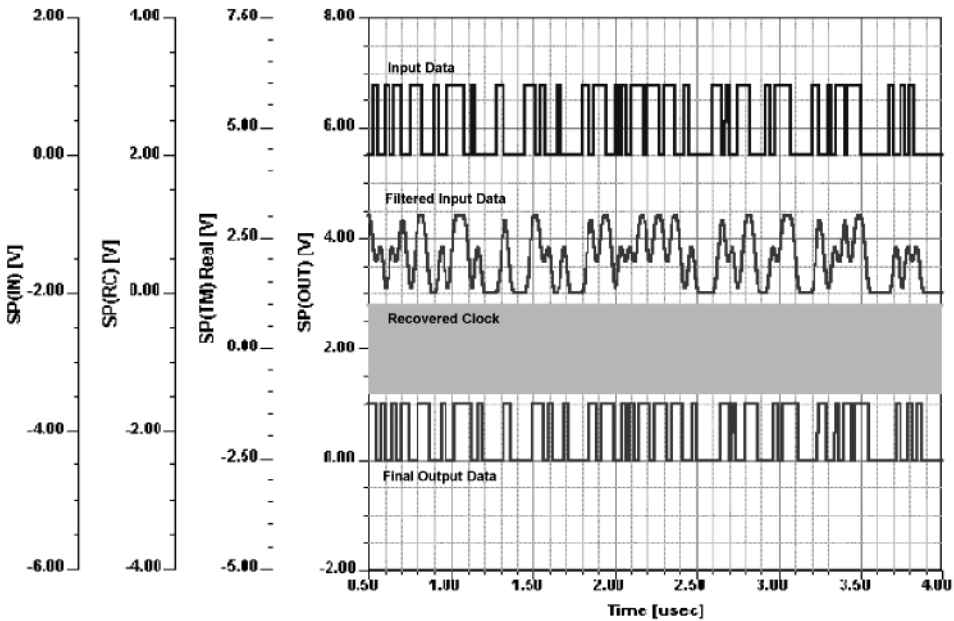 2.00
0.00
-2.00
-4.00
-6.00
SP(IN) [V]
4.00
2.00
0.00
-2.00
-4.00
SP(RC) [V]
7.50
5.00
2.50
0.00
-2.50
-5.00
SP(TM) Real [V]
8.00
6.00
4.00
2.00
0.00
-2.00
SP(OUT) [V]
Input Data
Filtered Input Data
Recovered Clock
Final Output Data
0.50 1.00 1.50 2.00 2.50 3.00 3.50 4.00
Time [usec]